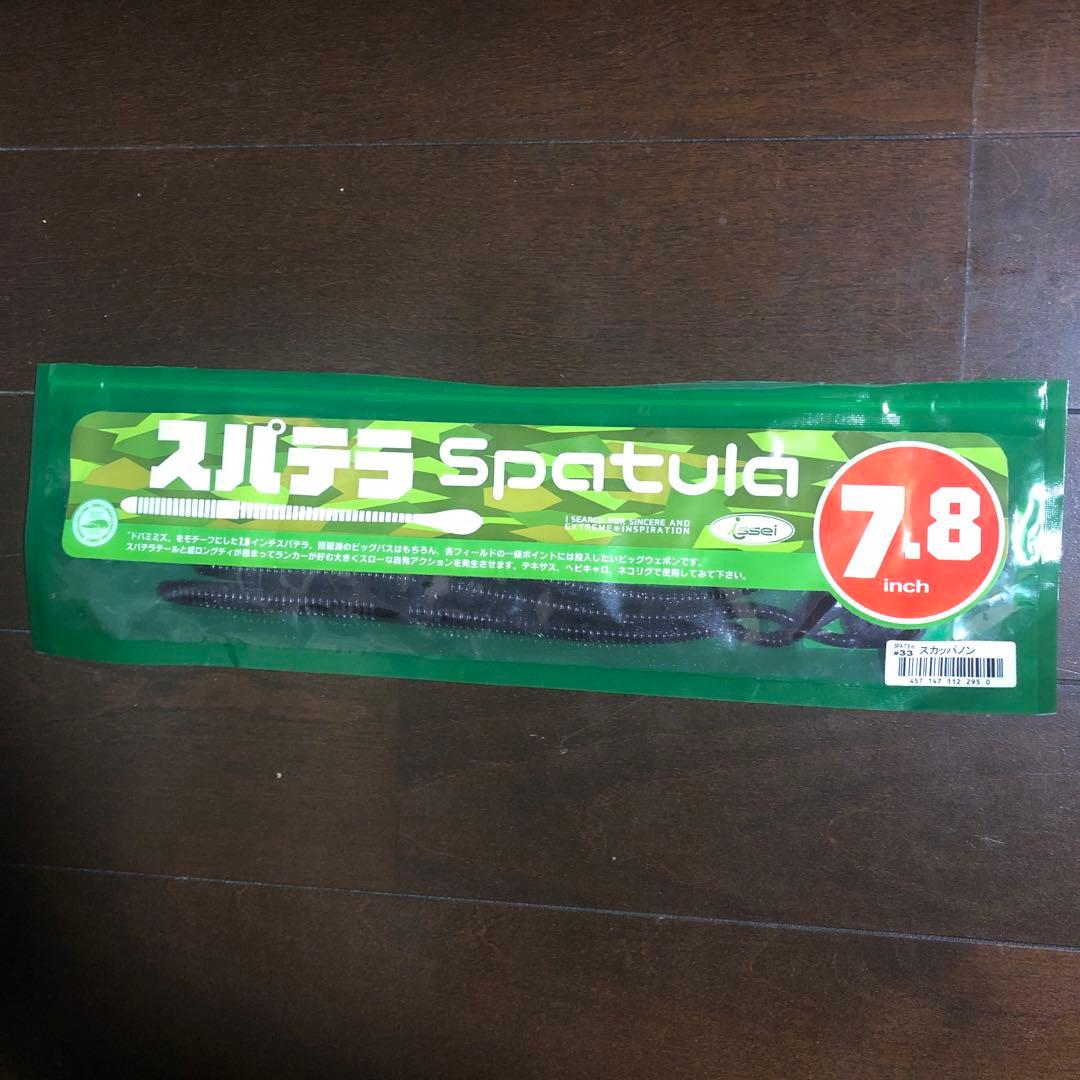 スパテラ Spatula
7.8
inch
I SEARCH FOR SINCERE AND
EXTREME INSPIRATION
issei
"ドバミミズ、をモチーフにした7.8インチスパテラ。琵琶湖のビッグバスはもちろん、各フィールドの一級ポイントには投入したいビッグウェポンです。
スパテラテールと超ロングティが極まってランカーが好む大きくスローな自発アクションを発生させます。テキサス、ヘビキャロ、ネコリグで使用してみて下さい。
#33 スカッパノン
457 147 112 295 0